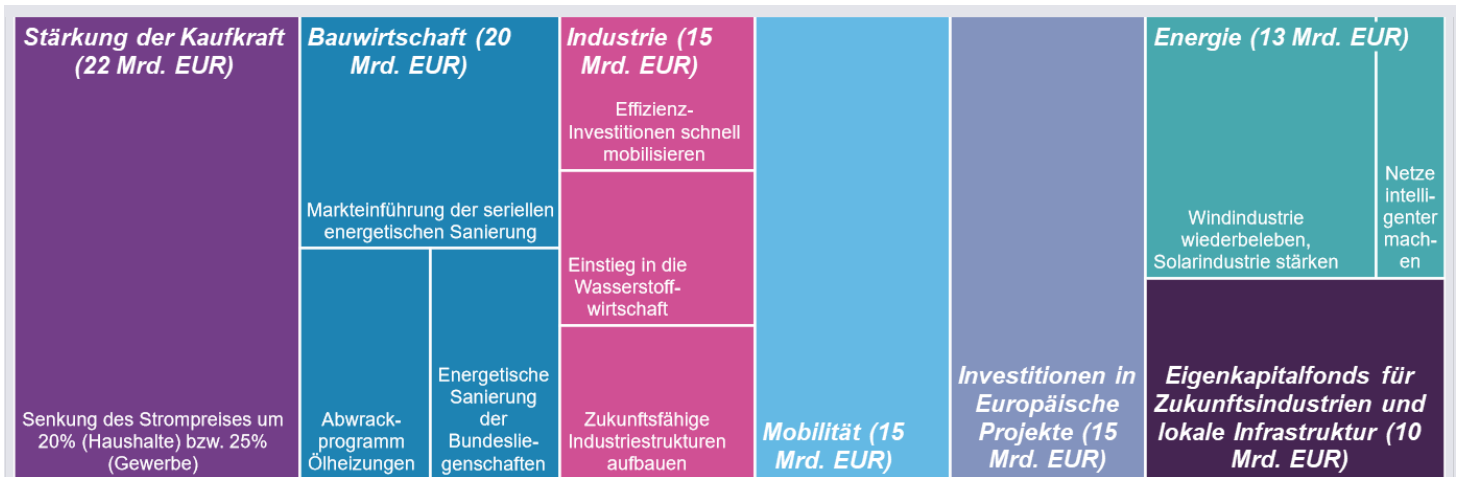 Stärkung der Kaufkraft
(22 Mrd. EUR)
Senkung des Strompreises um
20% (Haushalte) bzw. 25%
(Gewerbe)
Bauwirtschaft (20
Mrd. EUR)
Markteinführung der seriellen
energetischen Sanierung
Abwrack-
programm
Ölheizungen
Energetische
Sanierung
der
Bundeslie-
genschaften
Industrie (15
Mrd. EUR)
Effizienz-
Investitionen schnell
mobilisieren
Einstieg in die
Wasserstoff-
wirtschaft
Zukunftsfähige
Industriestrukturen
aufbauen
Mobilität (15
Mrd. EUR)
Investitionen in
Europäische
Projekte (15
Mrd. EUR)
Energie (13 Mrd. EUR)
Windindustrie
wiederbeleben,
Solarindustrie stärken
Netze
intelli-
genter
mach-
en
Eigenkapitalfonds für
Zukunftsindustrien und
lokale Infrastruktur (10
Mrd. EUR)